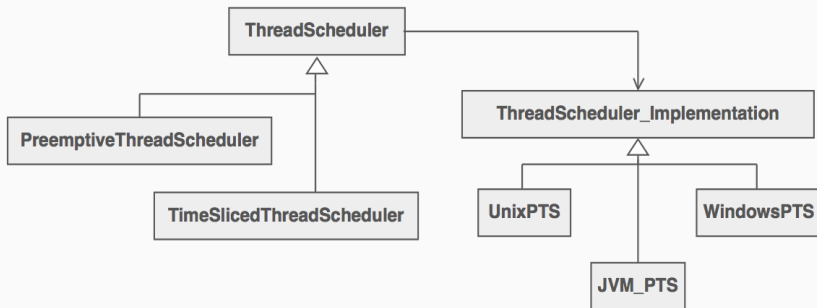 ThreadScheduler
ThreadScheduler_Implementation
PreemptiveThreadScheduler
TimeSlicedThreadScheduler
UnixPTS
WindowsPTS
JVM_PTS